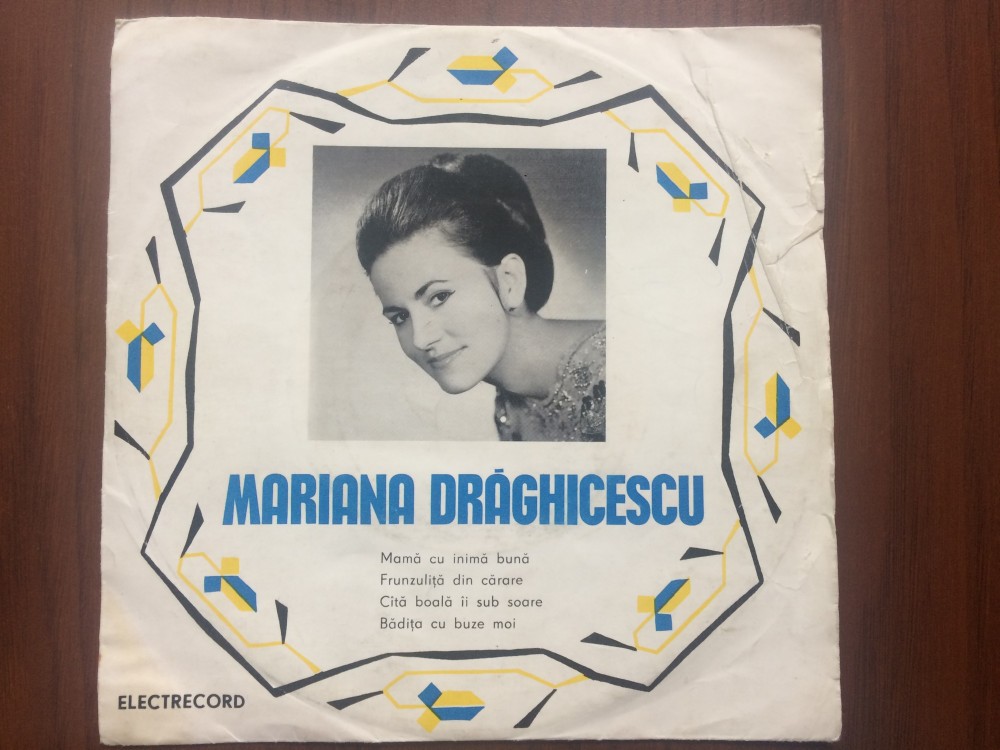 MARIANA DRĂGHICESCU
Mamă cu inimă bună
Frunzuliță din cărare
Cîtă boală îi sub soare
Bădița cu buze moi
ELECTRECORD